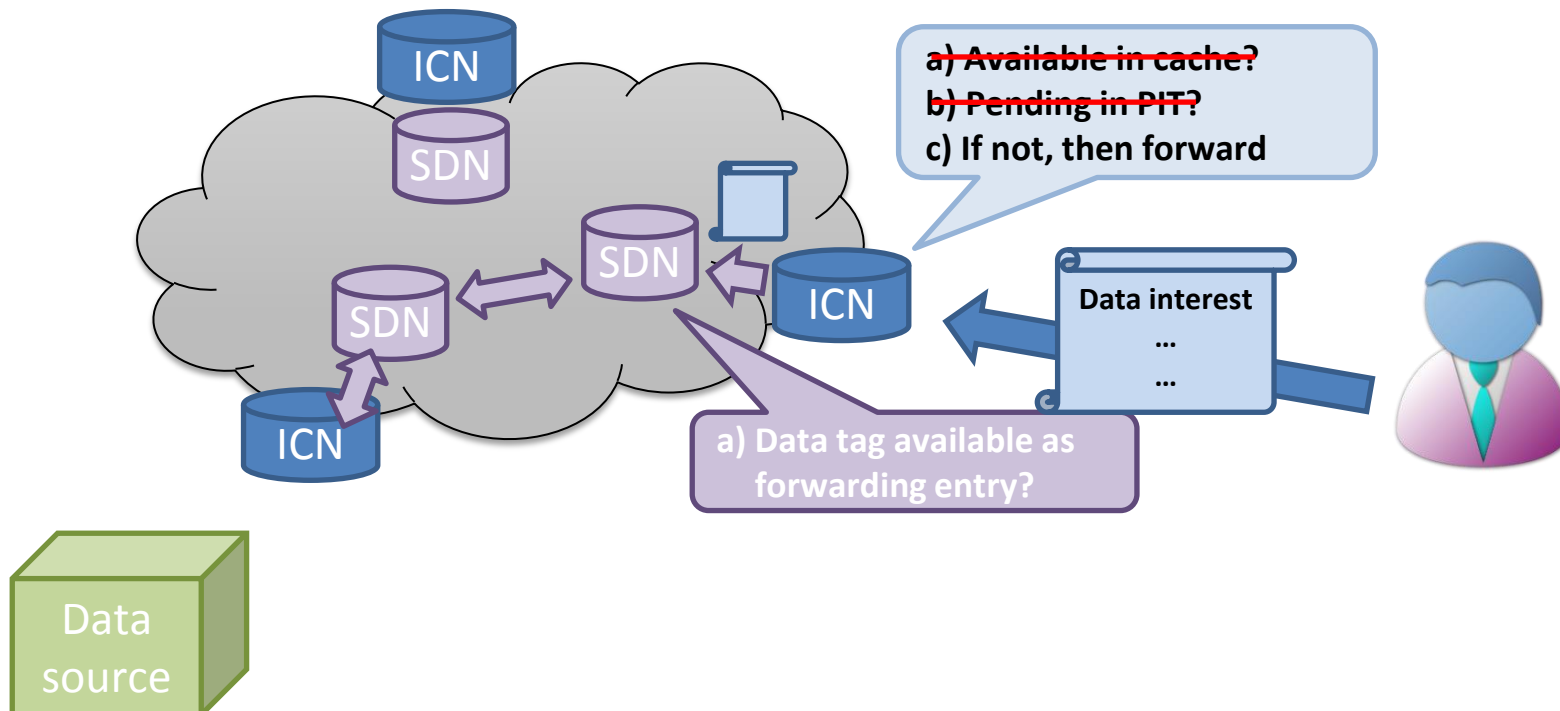 ICN
SDN
a) Available in cache?
b) Pending in PIT?
c) If not, then forward
SDN
ICN
SDN
Data interest
...
...
ICN
a) Data tag available as
forwarding entry?
Data
source